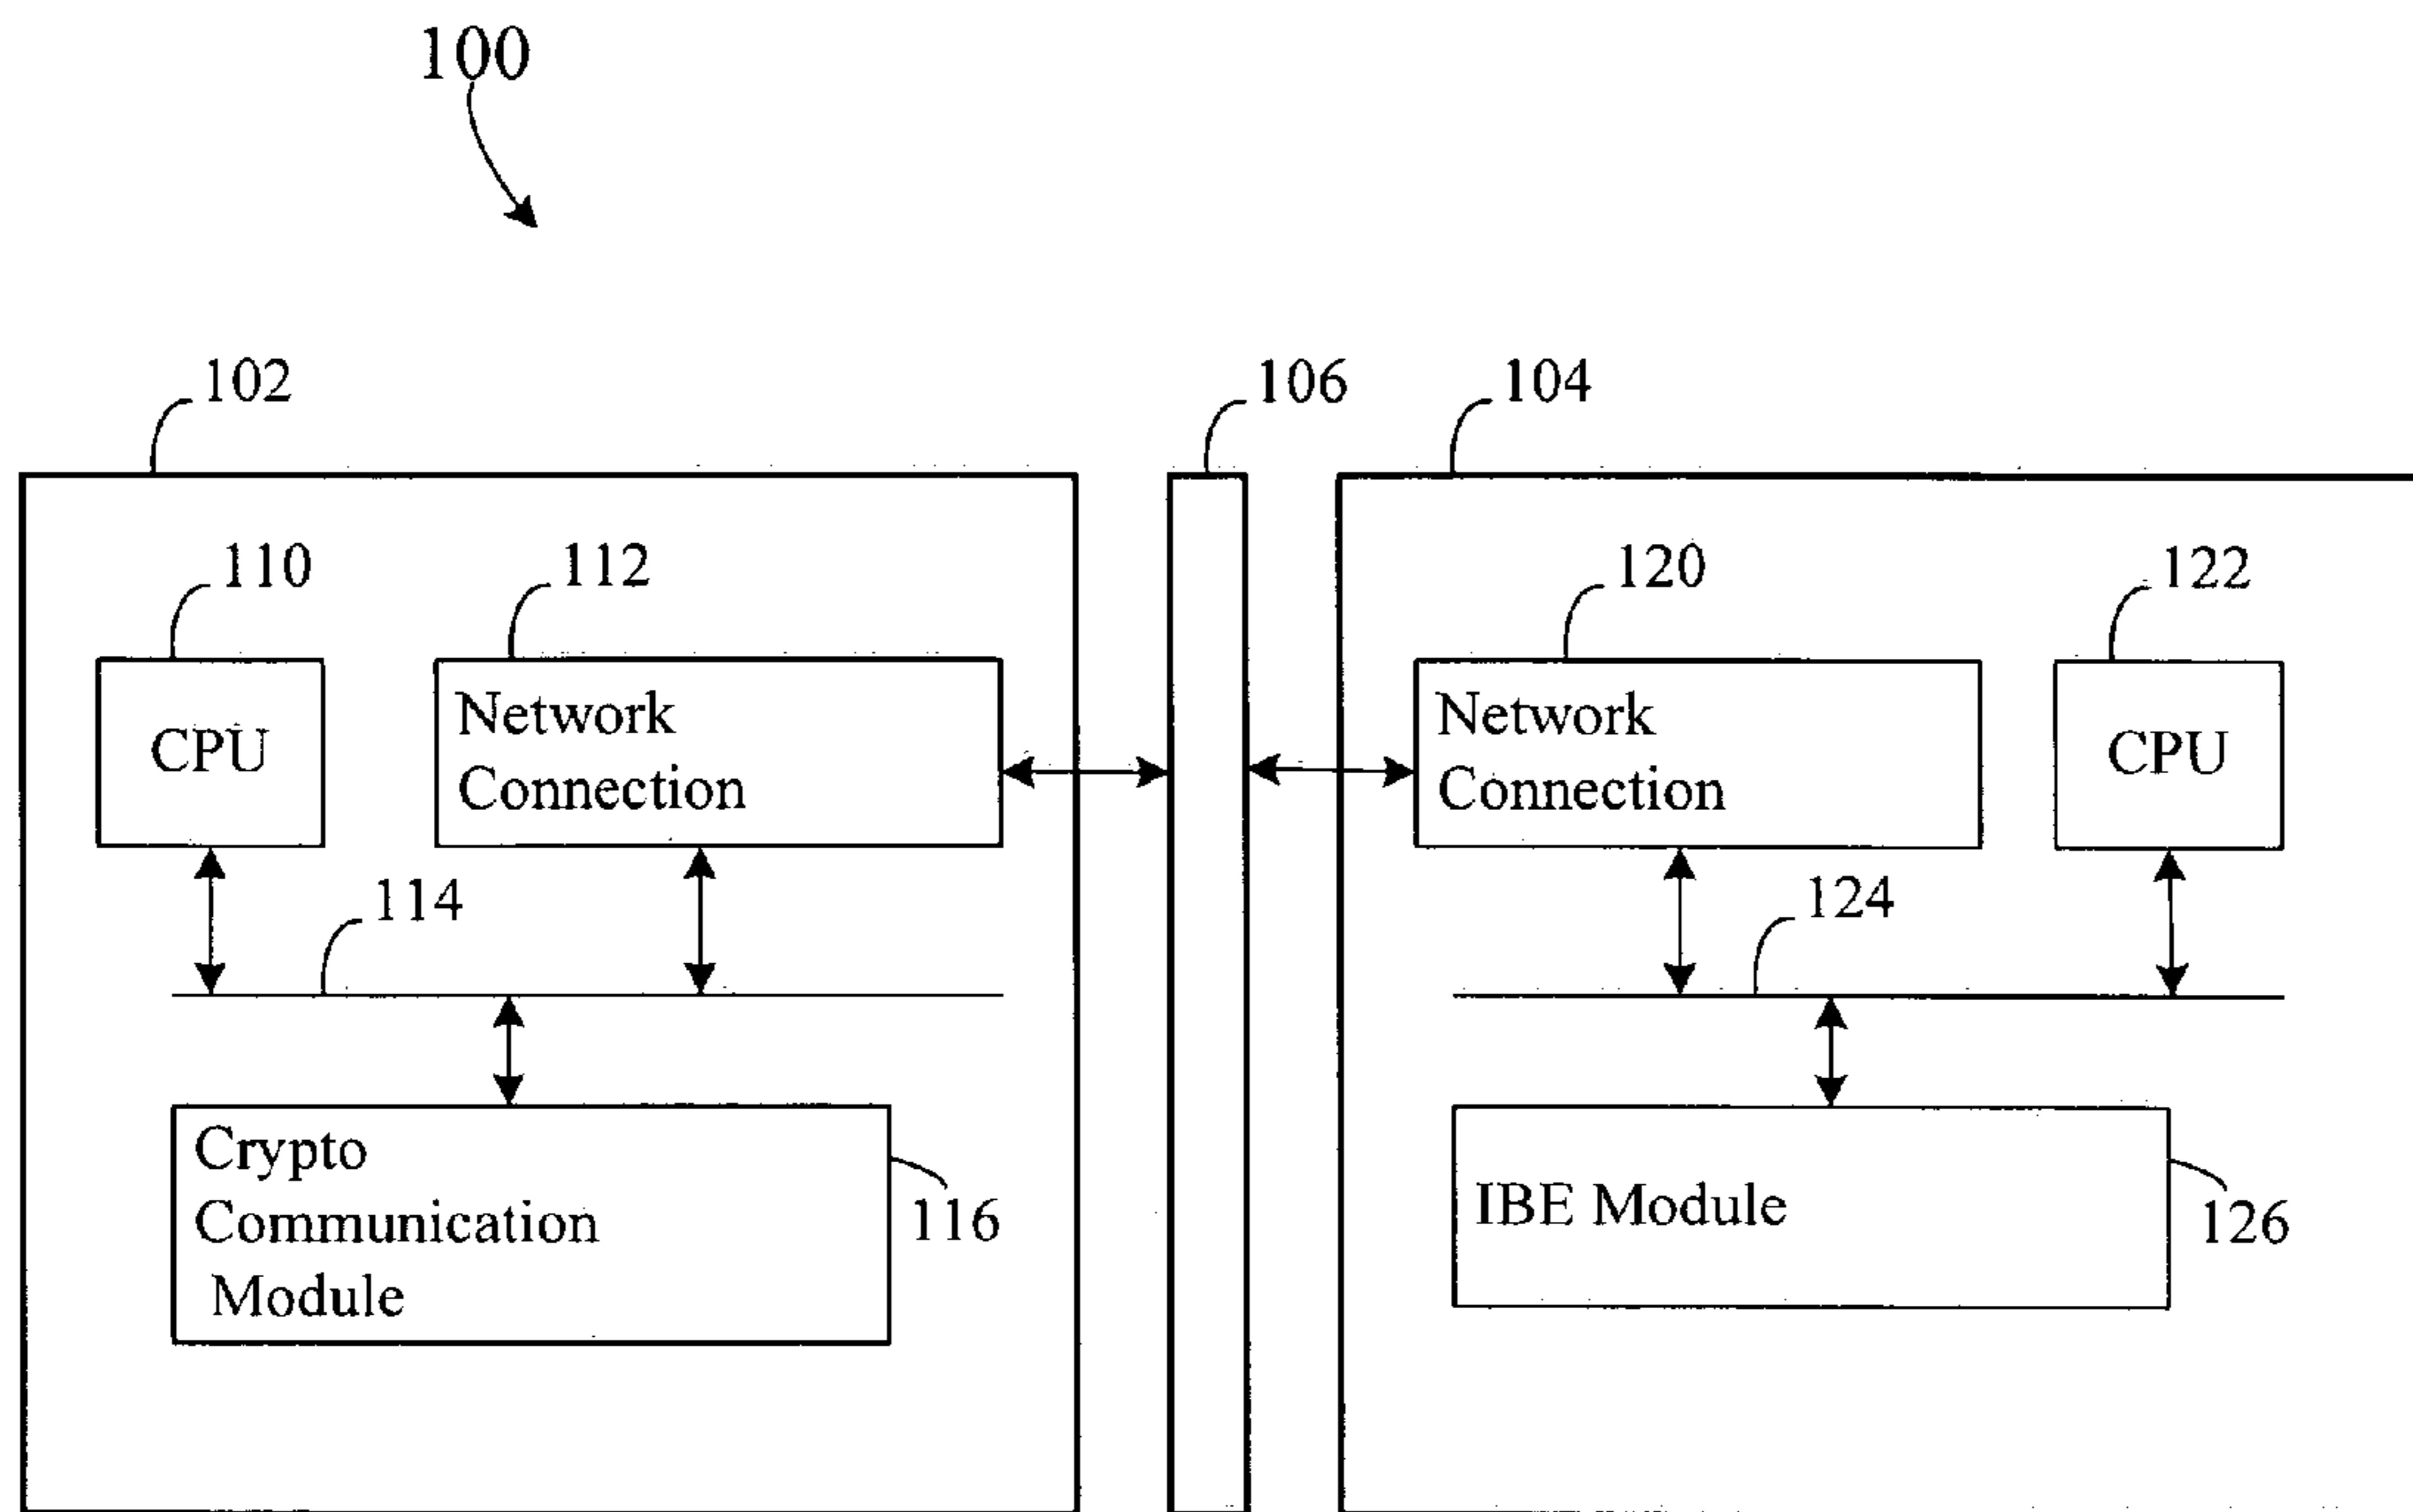 100
102
106
104
110
112
120
122
CPU
Network
Connection
Network
Connection
CPU
114
124
Crypto
Communication
Module
116
IBE Module
126